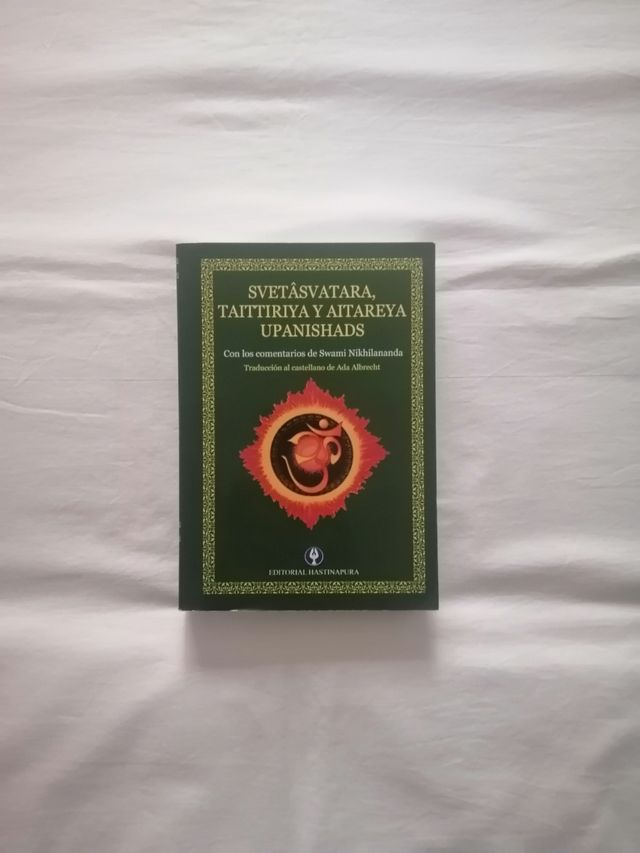 SVETÂSVATARA,
TAITTIRIYA Y AITAREYA
UPANISHADS
Con los comentarios de Swami Nikhilananda
Traducción al castellano de Ada Albrecht
ॐ
EDITORIAL HASTINAPURA